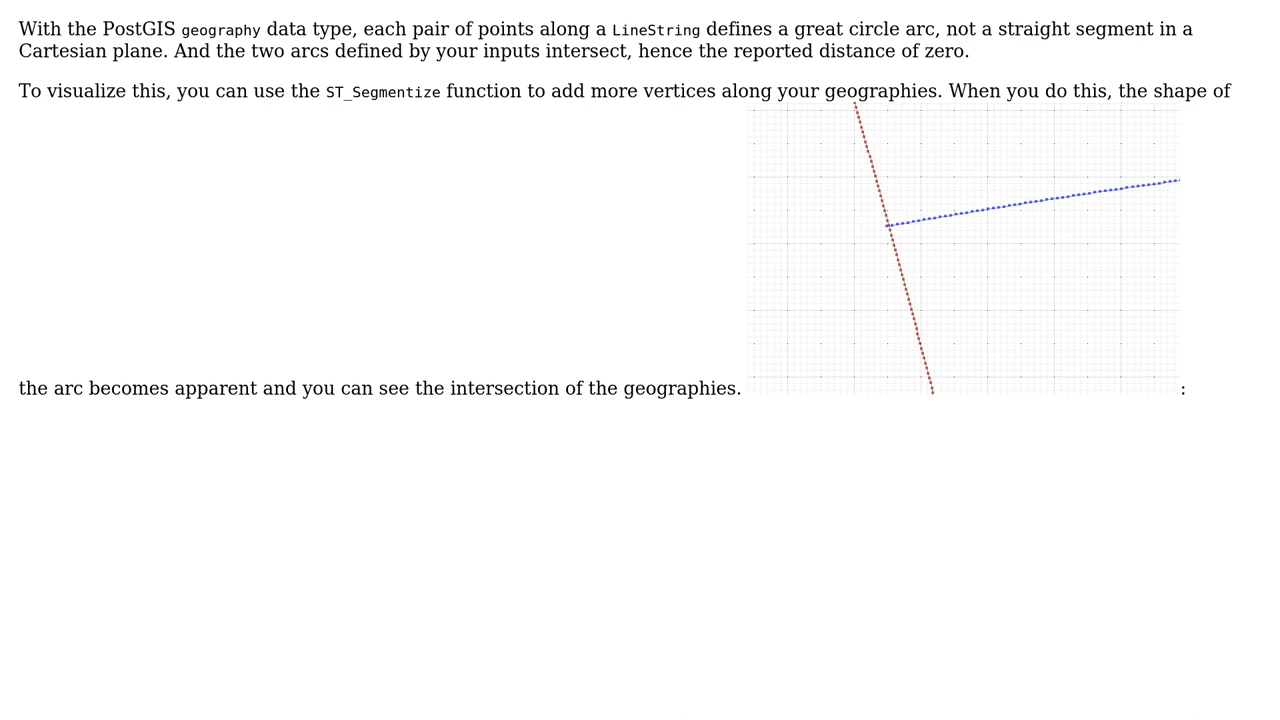 With the PostGIS geography data type, each pair of points along a LineString defines a great circle arc, not a straight segment in a
Cartesian plane. And the two arcs defined by your inputs intersect, hence the reported distance of zero.
To visualize this, you can use the ST_Segmentize function to add more vertices along your geographies. When you do this, the shape of
the arc becomes apparent and you can see the intersection of the geographies. :